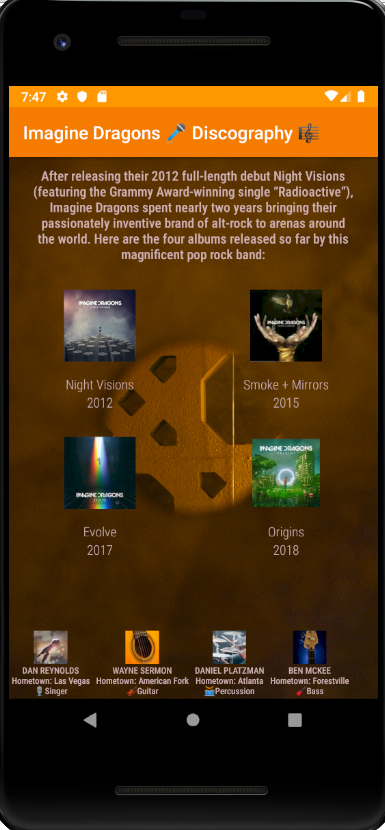 7:47
Imagine Dragons 🎤 Discography 🎼
After releasing their 2012 full-length debut Night Visions
(featuring the Grammy Award-winning single “Radioactive”),
Imagine Dragons spent nearly two years bringing their
passionately inventive brand of alt-rock to arenas around
the world. Here are the four albums released so far by this
magnificent pop rock band:
IMAGINE DRAGONS
IMAGINE DRAGONS
Night Visions
2012
Smoke + Mirrors
2015
IMAGINE DRAGONS
IMAGINE DRAGONS
Evolve
2017
Origins
2018
DAN REYNOLDS
Hometown: Las Vegas
🎙Singer
WAYNE SERMON
Hometown: American Fork
🎸Guitar
DANIEL PLATZMAN
Hometown: Atlanta
🥁Percussion
BEN MCKEE
Hometown: Forestville
🎸Bass